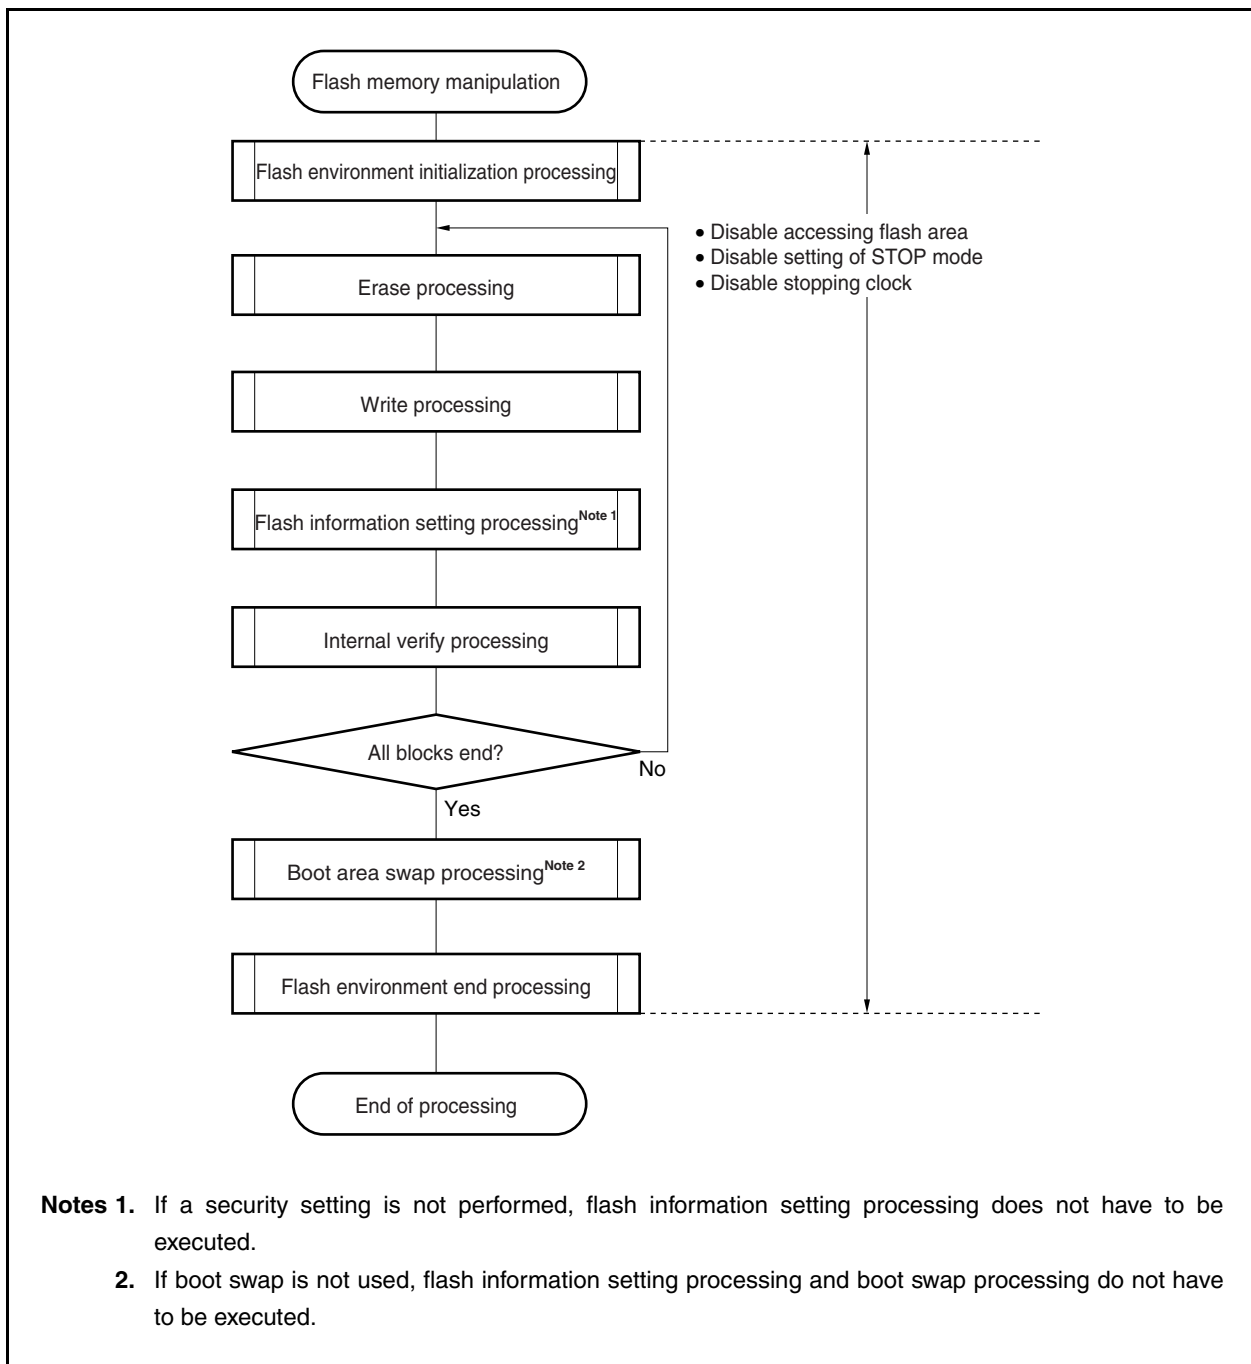 Flash memory manipulation
Flash environment initialization processing
• Disable accessing flash area
• Disable setting of STOP mode
• Disable stopping clock
Erase processing
Write processing
Flash information setting processingNote 1
Internal verify processing
All blocks end?
No
Yes
Boot area swap processingNote 2
Flash environment end processing
End of processing
Notes 1. If a security setting is not performed, flash information setting processing does not have to be
executed.
2. If boot swap is not used, flash information setting processing and boot swap processing do not have
to be executed.